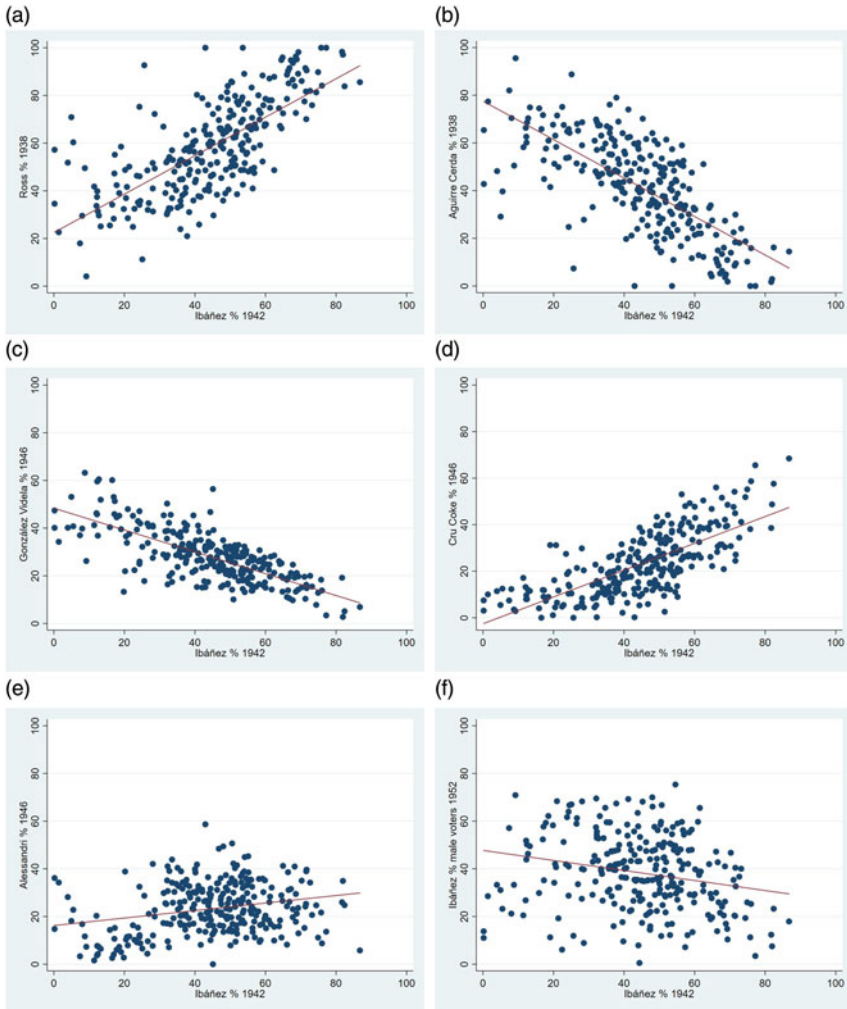 (a)
100
80
60
40
20
0
Ross % 1938
0 20 40 60 80 100
Ibáñez % 1942
(b)
100
80
60
40
20
0
Aguirre Cerda % 1938
0 20 40 60 80 100
Ibáñez % 1942
(c)
100
80
60
40
20
0
González Videla % 1946
0 20 40 60 80 100
Ibáñez % 1942
(d)
100
80
60
40
20
0
Cru Coke % 1946
0 20 40 60 80 100
Ibáñez % 1942
(e)
100
80
60
40
20
0
Alessandri % 1946
0 20 40 60 80 100
Ibáñez % 1942
(f)
100
80
60
40
20
0
Ibáñez % male voters 1952
0 20 40 60 80 100
Ibáñez % 1942